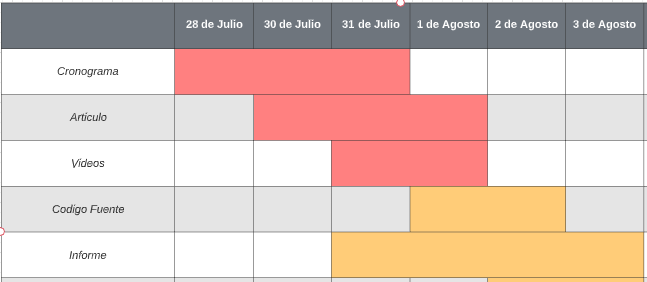 28 de Julio 30 de Julio 31 de Julio 1 de Agosto 2 de Agosto 3 de Agosto
Cronograma
Articulo
Videos
Codigo Fuente
Informe